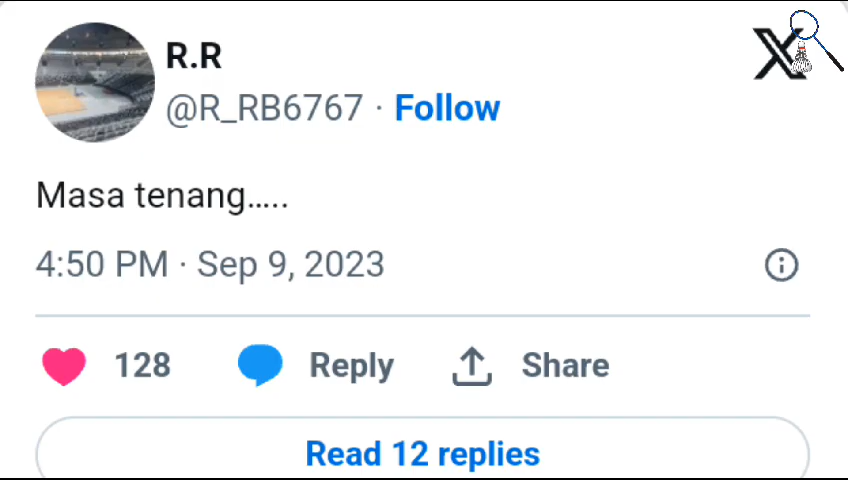 R.R
@R_RB6767 · Follow
Masa tenang.....
4:50 PM · Sep 9, 2023
128 Reply Share
Read 12 replies